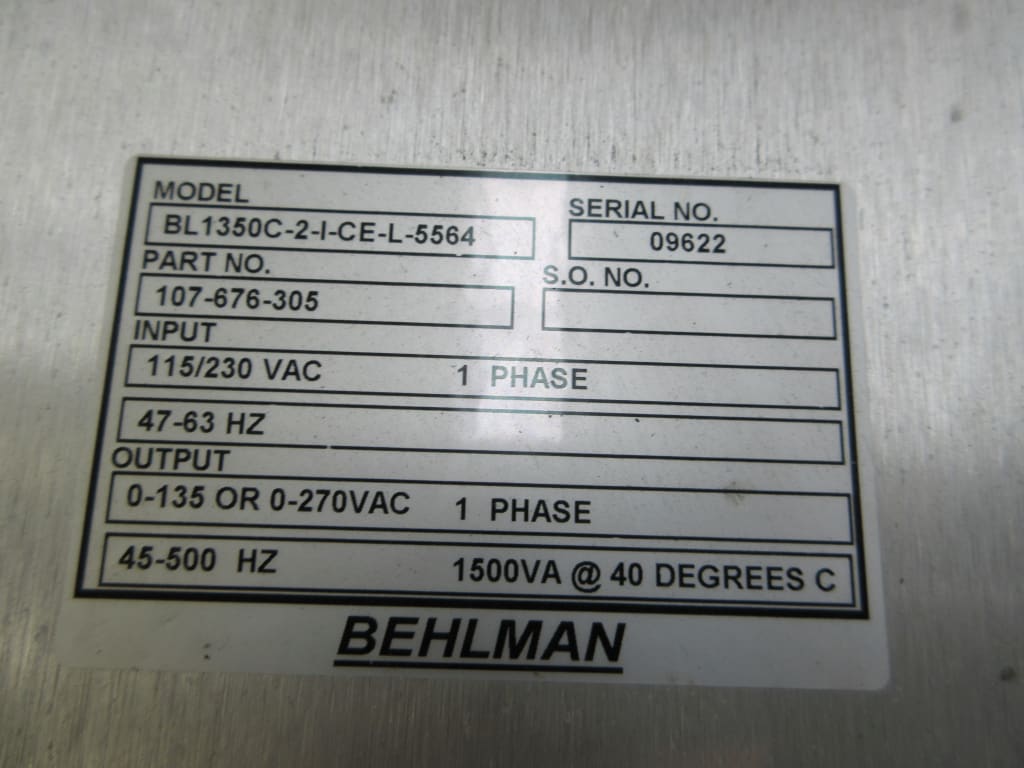 MODEL SERIAL NO.
BL1350C-2-I-CE-L-5564 09622
PART NO. S.O. NO.
107-676-305
INPUT
115/230 VAC 1 PHASE
47-63 HZ
OUTPUT
0-135 OR 0-270VAC 1 PHASE
45-500 HZ 1500VA @ 40 DEGREES C
BEHLMAN